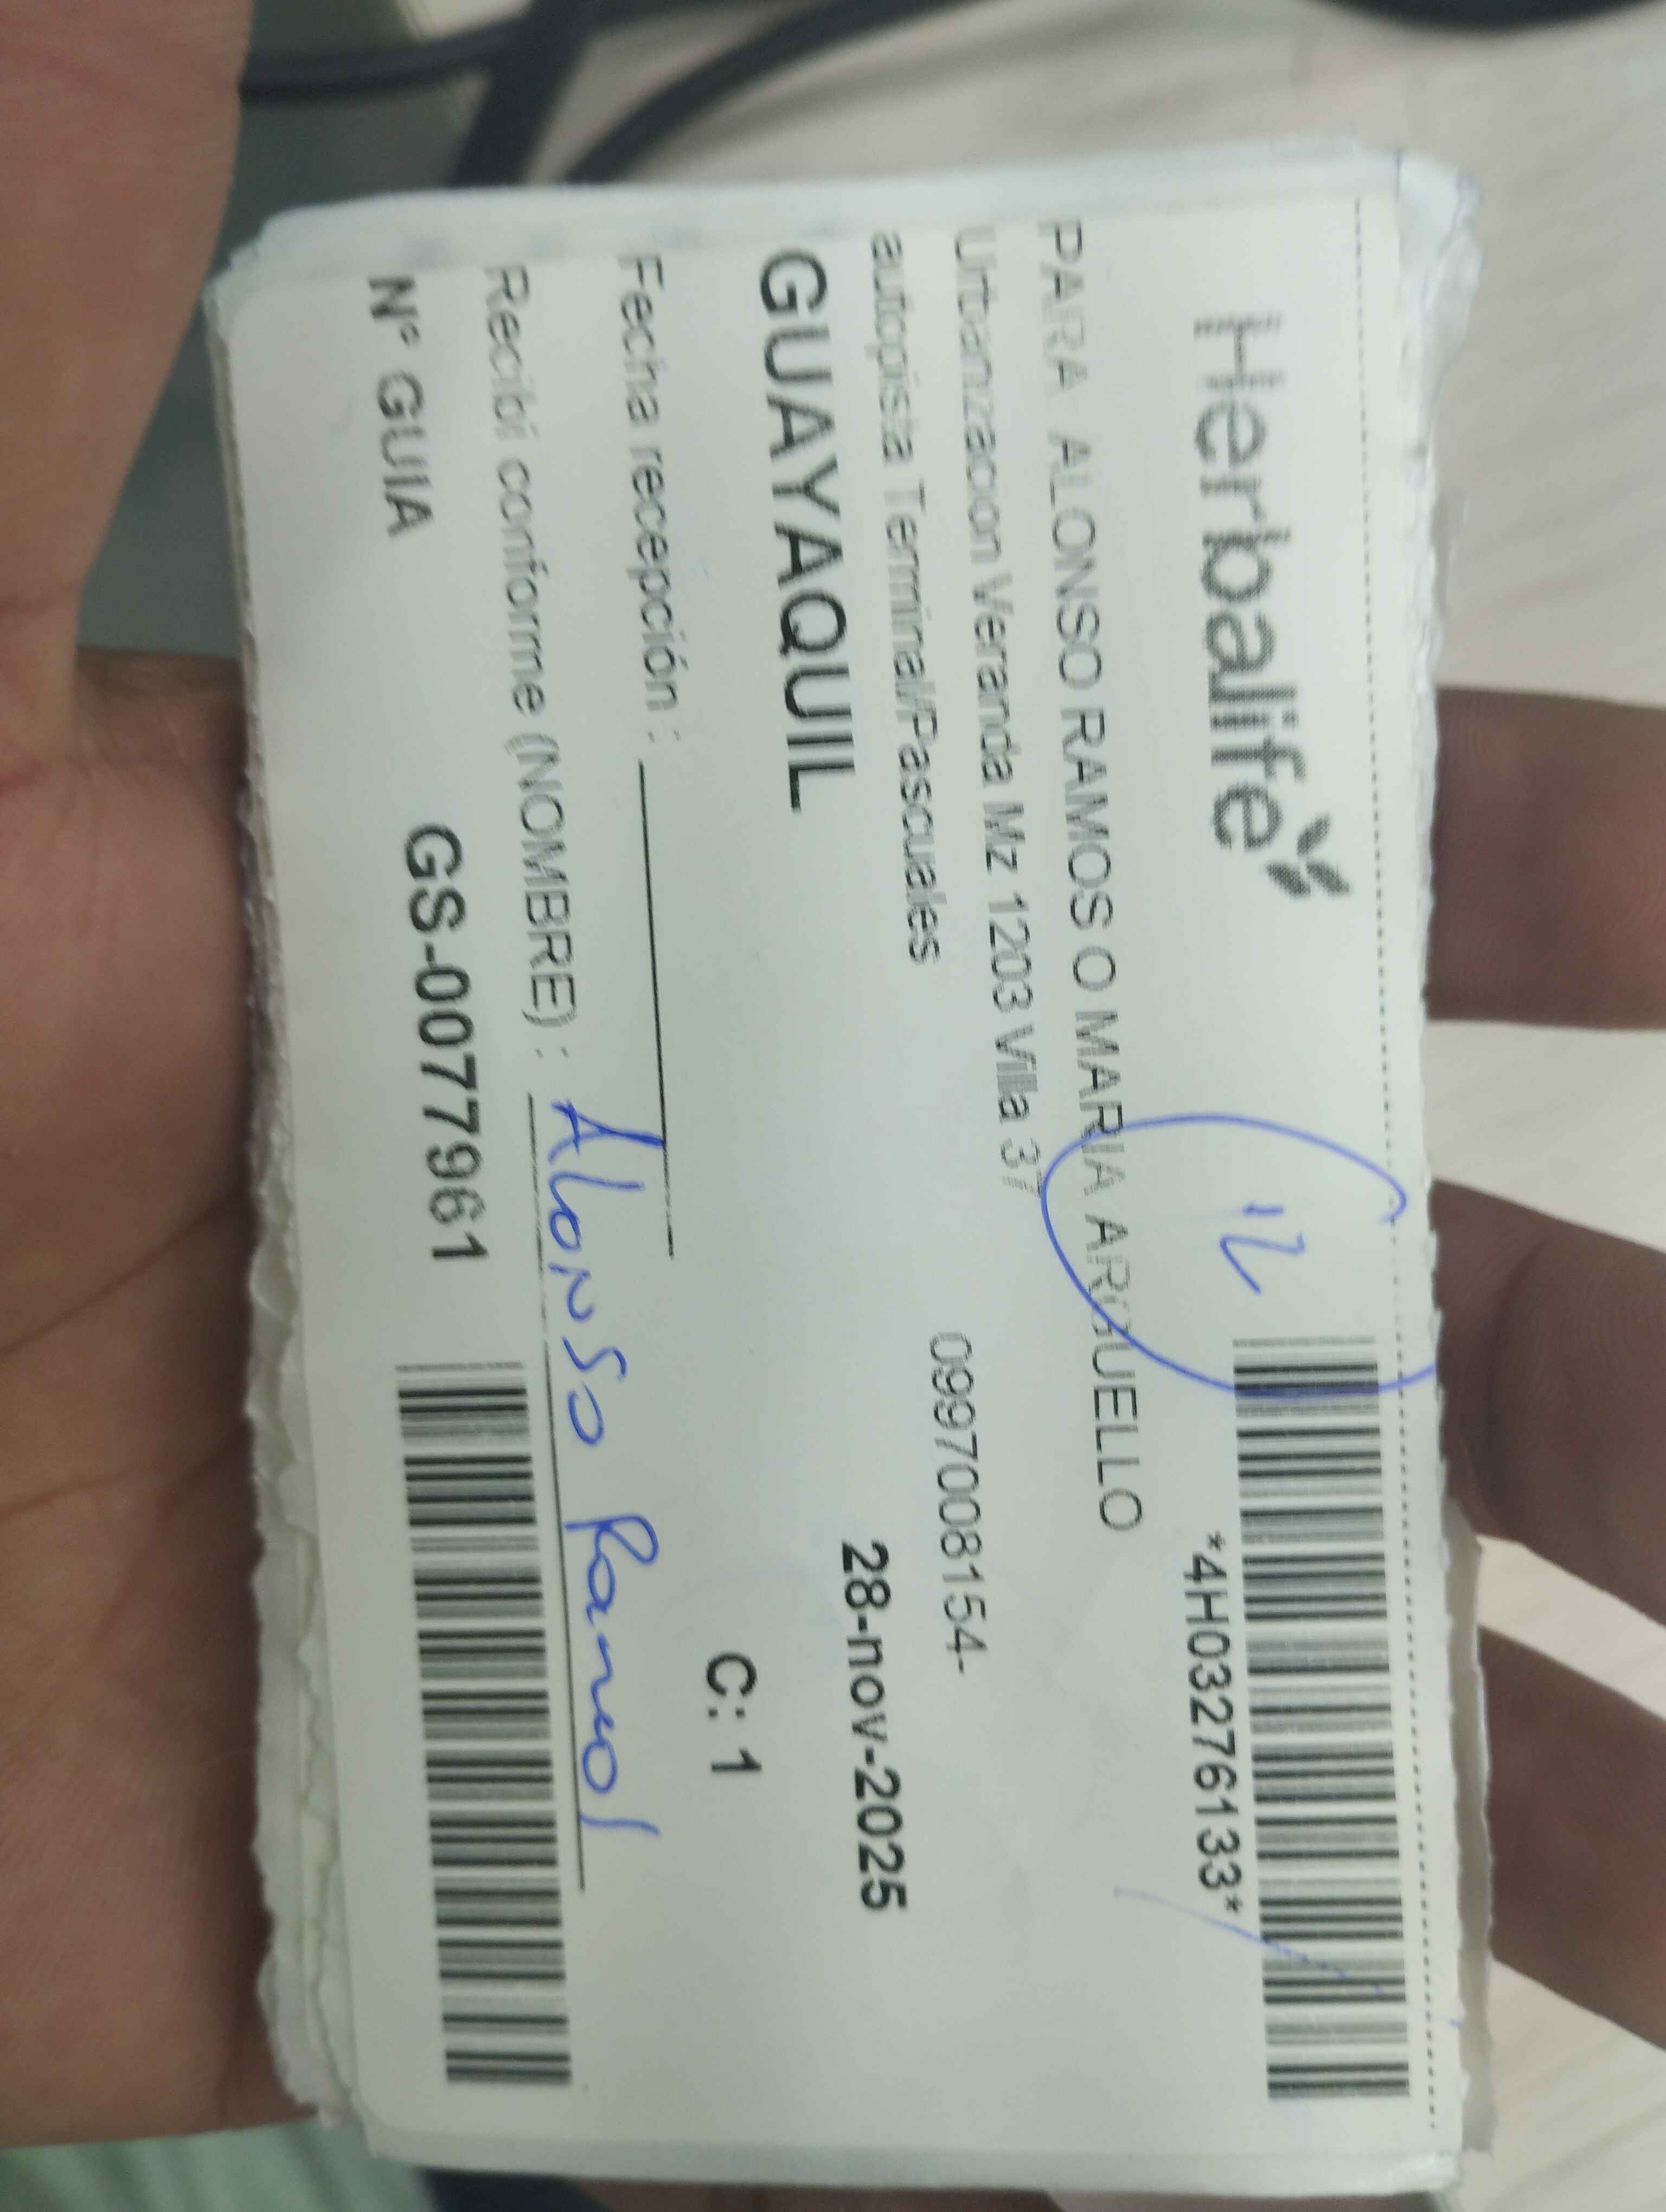 Herbalife
12
*4H03276133*
PARA ALONSO RAMOS O MARIA ARGUELLO
Urbanizacion Veranda Mz 1203 Villa 37
autopista Terminal/Pascuales
0997008154-
GUAYAQUIL
28-nov-2025
C: 1
Fecha recepción :
Recibí conforme (NOMBRE) : Alonso Ramos
N° GUIA GS-00779961